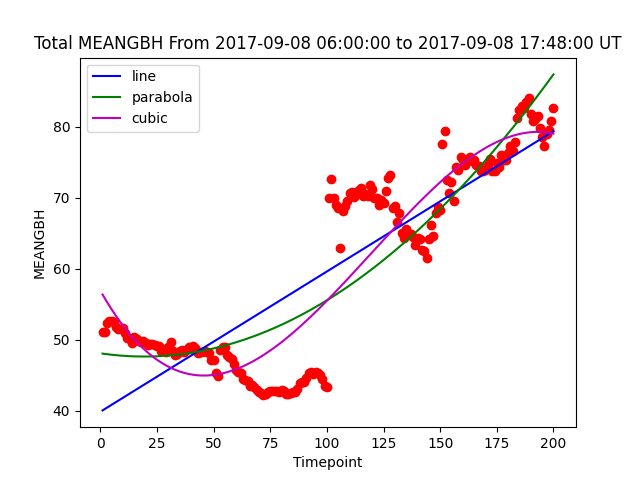 Total MEANGBH From 2017-09-08 06:00:00 to 2017-09-08 17:48:00 UT
line
parabola
cubic
80
70
60
50
40
MEANGBH
0 25 50 75 100 125 150 175 200
Timepoint